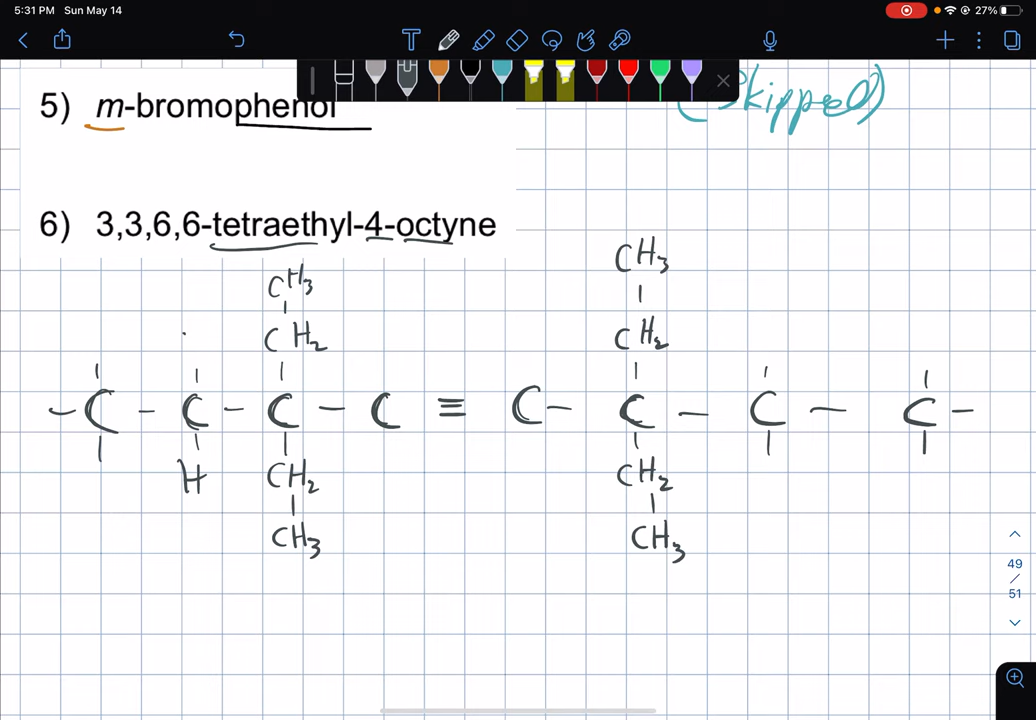 5:31 PM Sun May 14
27%
5) m-bromophenol
(Skipped)
6) 3,3,6,6-tetraethyl-4-octyne
CH3 CH3
CH2 CH2
- C - C - C - C ≡ C - C - C - C -
H CH2 CH2
CH3 CH3
49
/
51